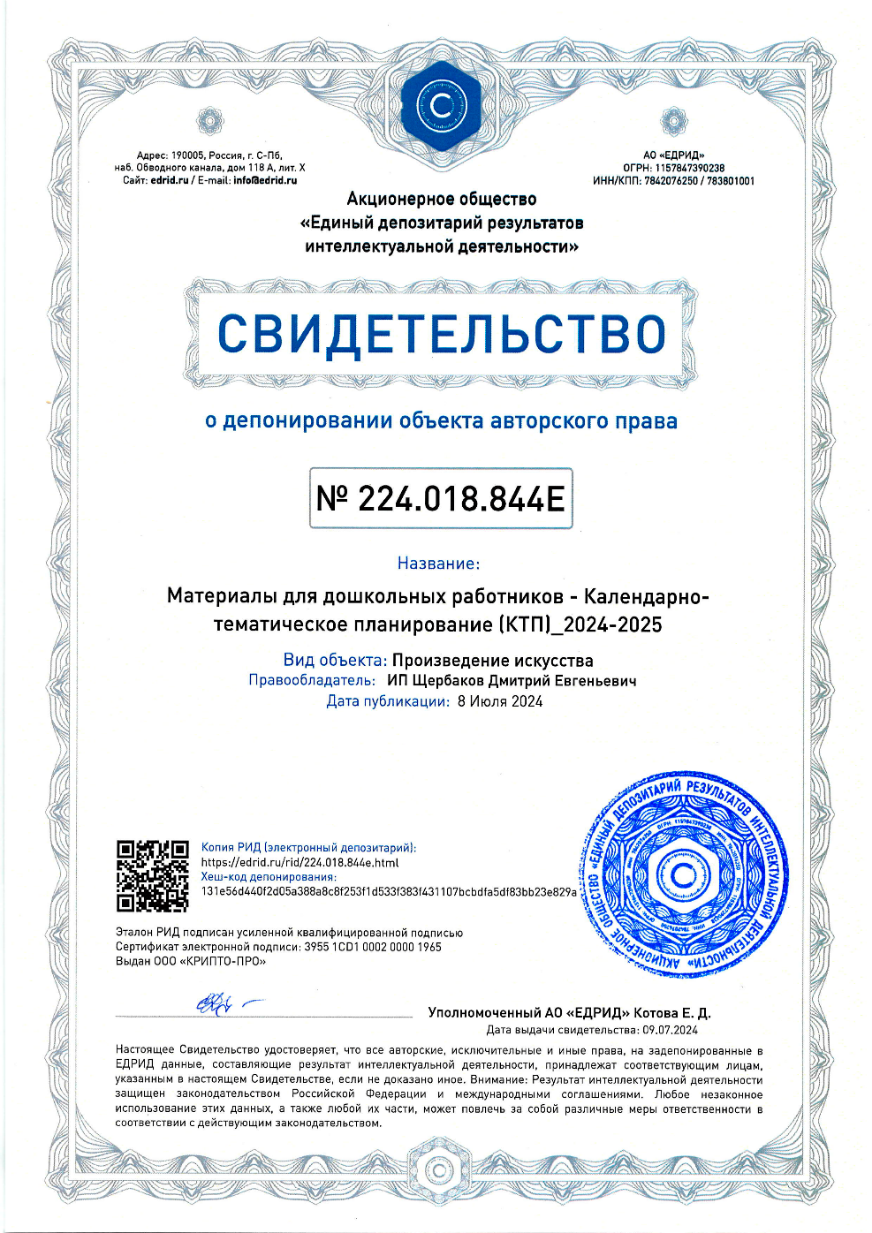 Адрес: 190005, Россия, г. С-Пб,
наб. Обводного канала, дом 118 А, лит. X
Сайт: edrid.ru / E-mail: info@edrid.ru
АО «ЕДРИД»
ОГРН: 1157847390238
ИНН/КПП: 7842076250 / 783801001
Акционерное общество
«Единый депозитарий результатов
интеллектуальной деятельности»
СВИДЕТЕЛЬСТВО
о депонировании объекта авторского права
№ 224.018.844E
Название:
Материалы для дошкольных работников - Календарно-
тематическое планирование (КТП)_2024-2025
Вид объекта: Произведение искусства
Правообладатель: ИП Щербаков Дмитрий Евгеньевич
Дата публикации: 8 Июля 2024
Копия РИД (электронный депозитарий):
https://edrid.ru/rid/224.018.844e.html
Хеш-код депонирования:
131e56d440f2d05a388a8c8f253f1d533f383f431107bcbdfa5df83bb23e829a
Эталон РИД подписан усиленной квалифицированной подписью
Сертификат электронной подписи: 3955 1CD1 0002 0000 1965
Выдан ООО «КРИПТО-ПРО»
АКЦИОНЕРНОЕ ОБЩЕСТВО «ЕДИНЫЙ ДЕПОЗИТАРИЙ РЕЗУЛЬТАТОВ ИНТЕЛЛЕКТУАЛЬНОЙ ДЕЯТЕЛЬНОСТИ»
Уполномоченный АО «ЕДРИД» Котова Е. Д.
Дата выдачи свидетельства: 09.07.2024
Настоящее Свидетельство удостоверяет, что все авторские, исключительные и иные права, на задепонированные в
ЕДРИД данные, составляющие результат интеллектуальной деятельности, принадлежат соответствующим лицам,
указанным в настоящем Свидетельстве, если не доказано иное. Внимание: Результат интеллектуальной деятельности
защищен законодательством Российской Федерации и международными соглашениями. Любое незаконное
использование этих данных, а также любой их части, может повлечь за собой различные меры ответственности в
соответствии с действующим законодательством.